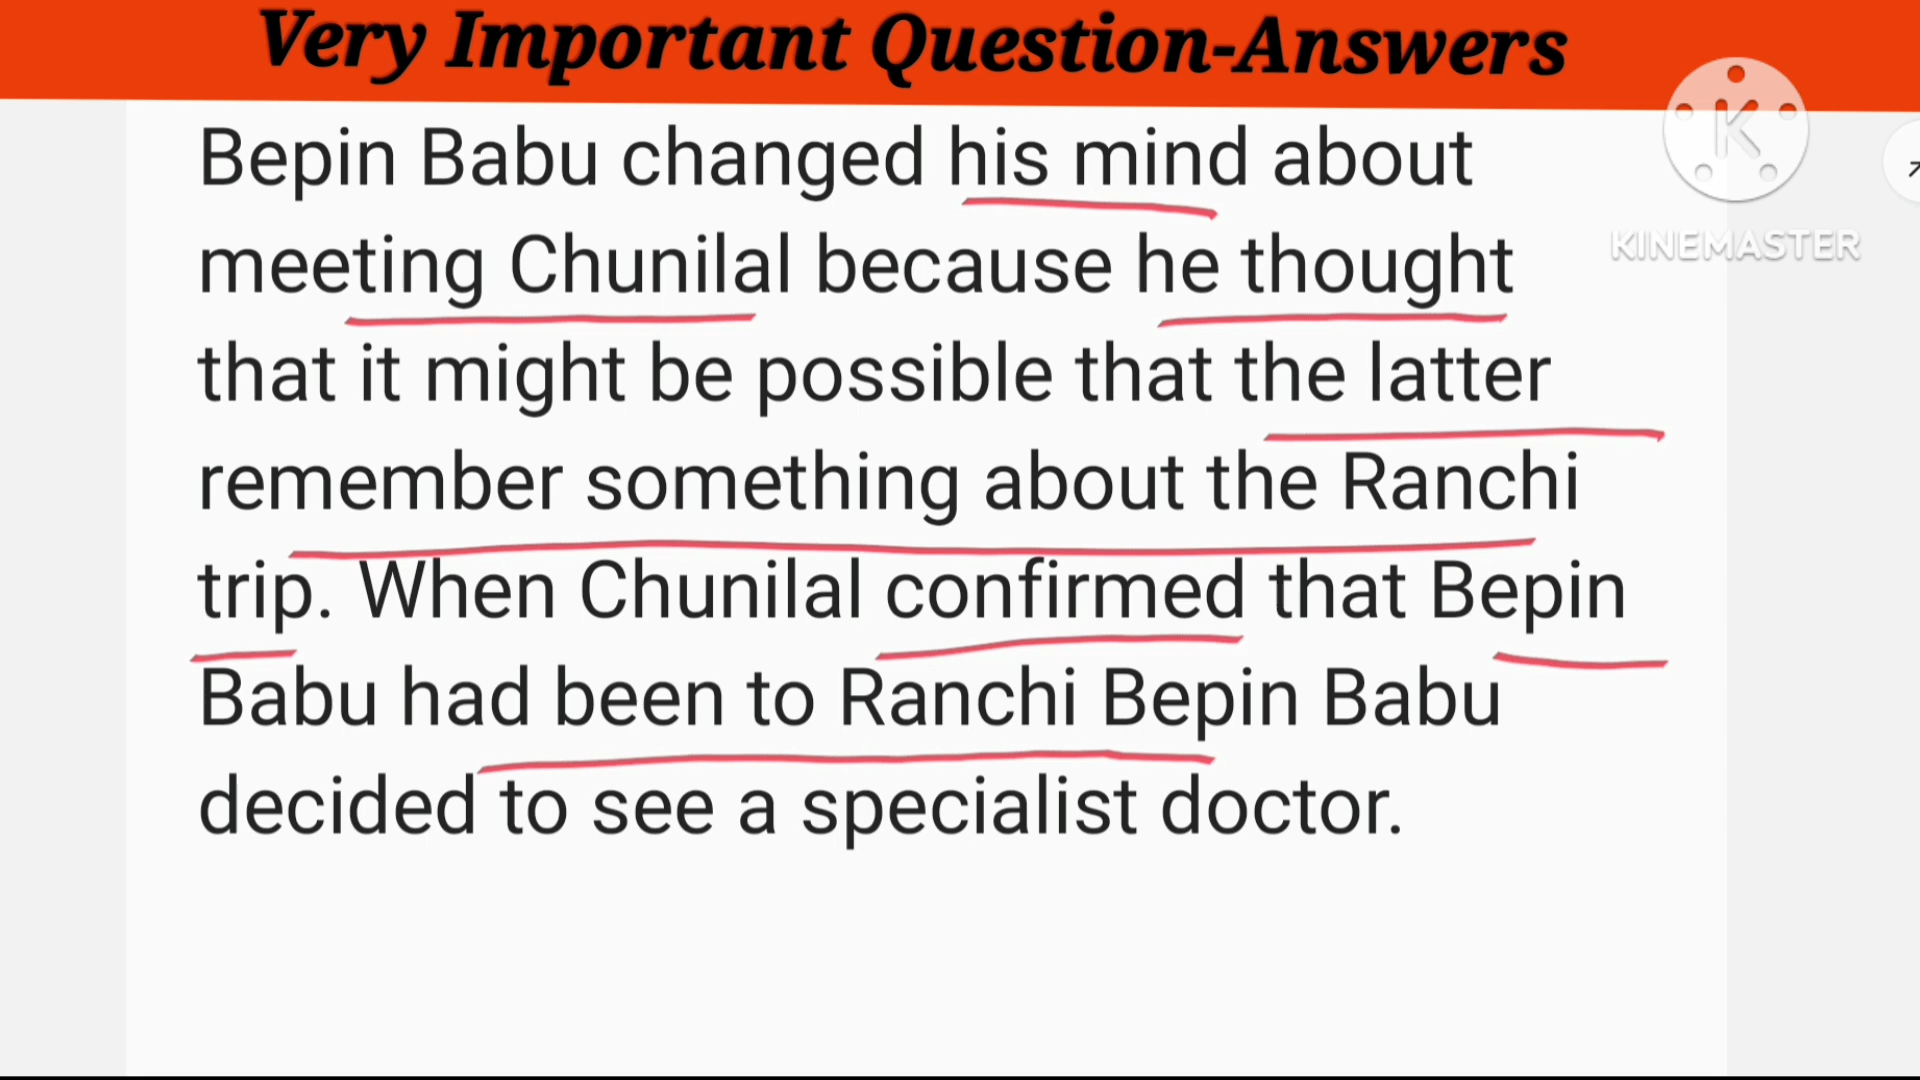 Very Important Question-Answers
Bepin Babu changed his mind about
meeting Chunilal because he thought
that it might be possible that the latter
remember something about the Ranchi
trip. When Chunilal confirmed that Bepin
Babu had been to Ranchi Bepin Babu
decided to see a specialist doctor.
K
KINEMASTER